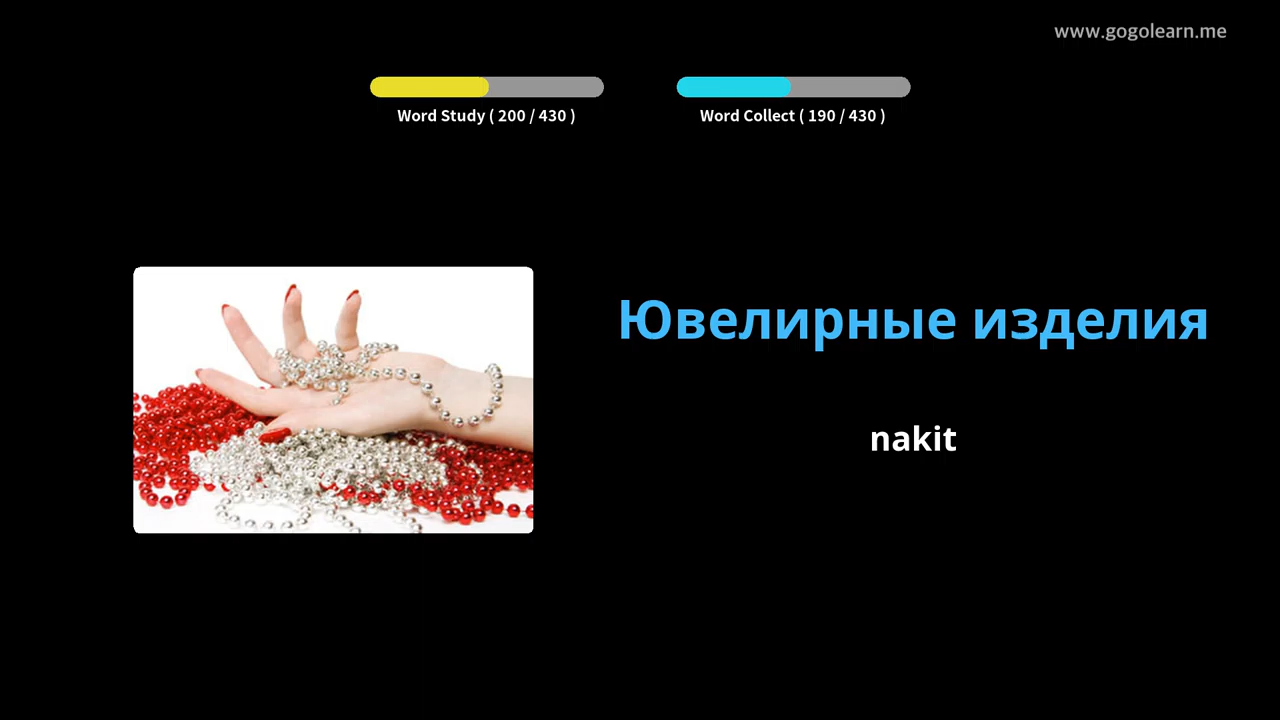 www.gogolearn.me
Word Study ( 200 / 430 )
Word Collect ( 190 / 430 )
Ювелирные изделия
nakit